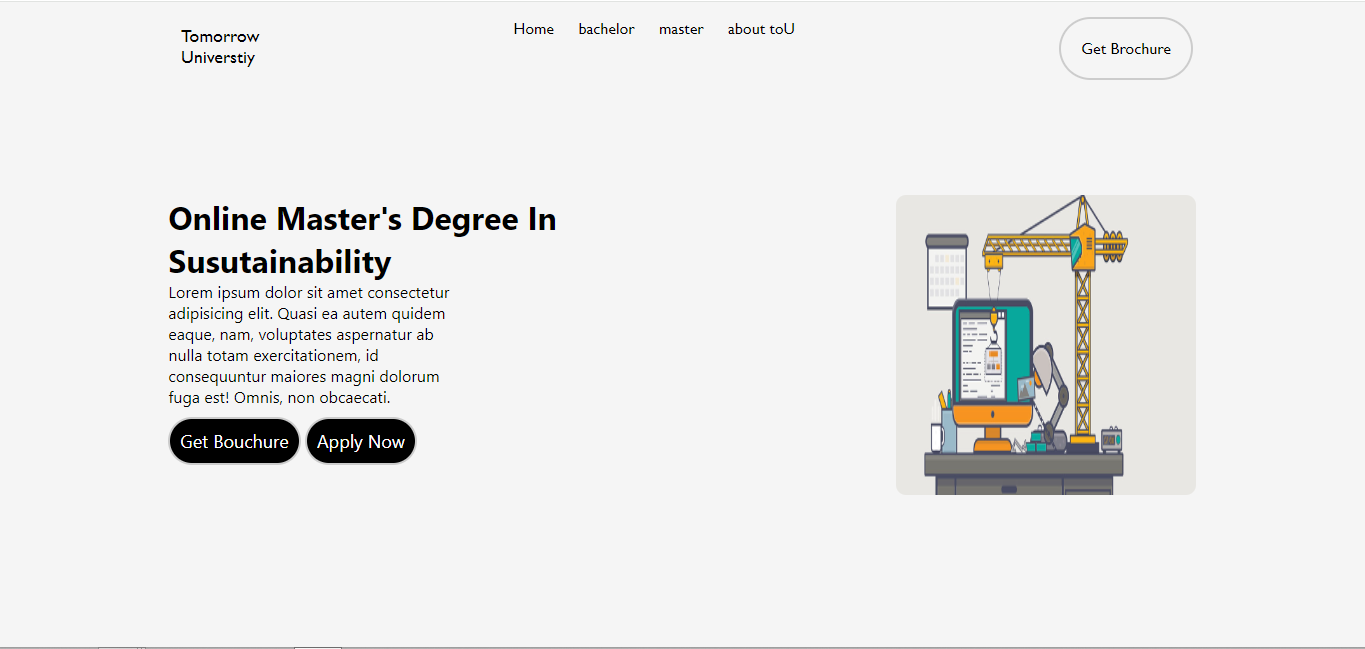 Tomorrow
Universtiy
Home bachelor master about toU
Get Brochure
Online Master's Degree In
Susutainability
Lorem ipsum dolor sit amet consectetur
adipisicing elit. Quasi ea autem quidem
eaque, nam, voluptates aspernatur ab
nulla totam exercitationem, id
consequuntur maiores magni dolorum
fuga est! Omnis, non obcaecati.
Get Bouchure Apply Now